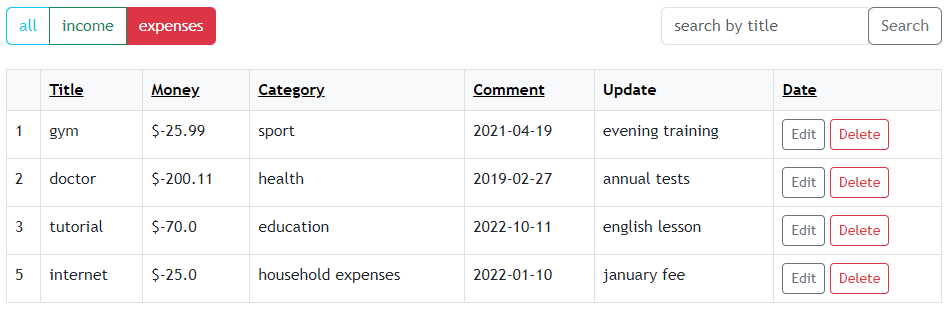 all income expenses search by title Search
Title Money Category Comment Update Date
1 gym $-25.99 sport 2021-04-19 evening training Edit Delete
2 doctor $-200.11 health 2019-02-27 annual tests Edit Delete
3 tutorial $-70.0 education 2022-10-11 english lesson Edit Delete
5 internet $-25.0 household expenses 2022-01-10 january fee Edit Delete